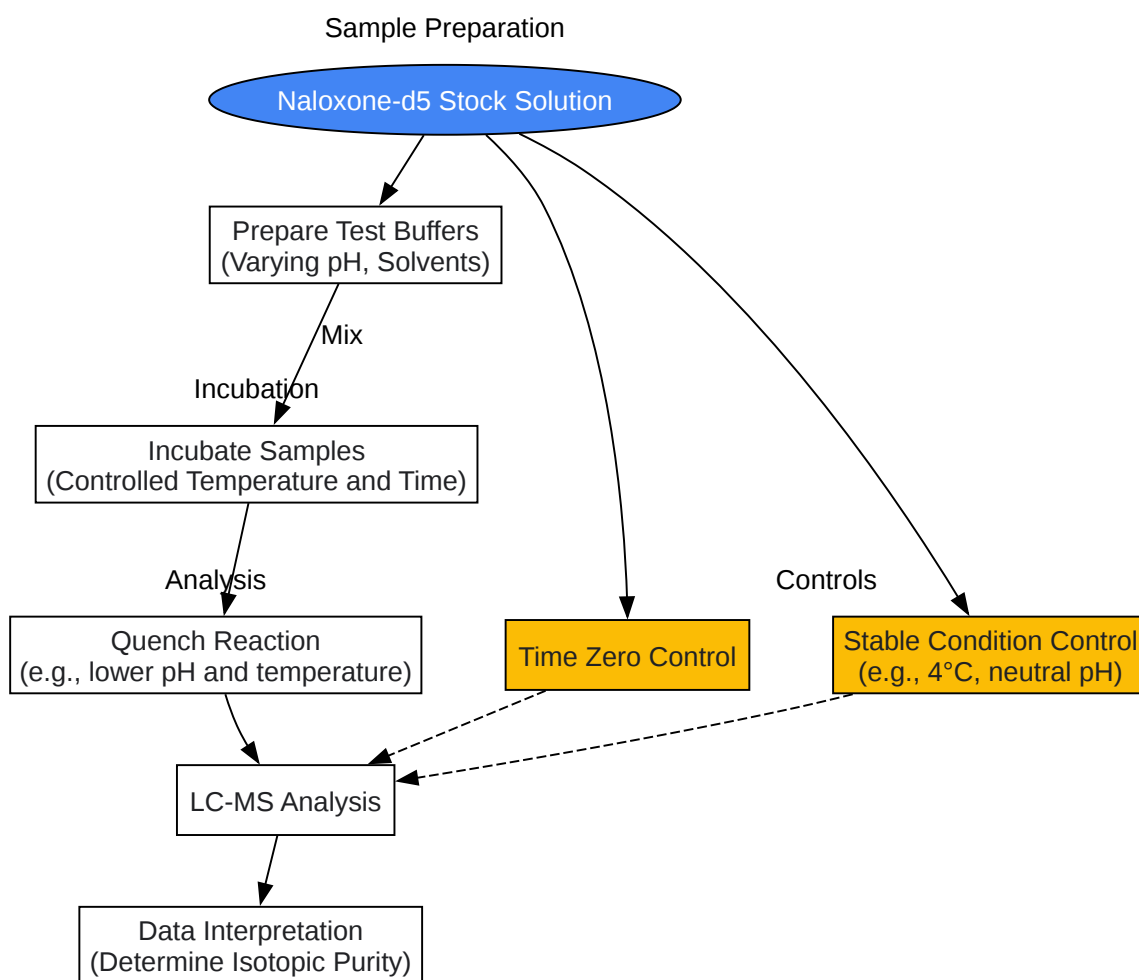 Sample Preparation
Naloxone-d5 Stock Solution
Prepare Test Buffers
(Varying pH, Solvents)
Mix
Incubation
Incubate Samples
(Controlled Temperature and Time)
Analysis
Controls
Quench Reaction
(e.g., lower pH and temperature)
Time Zero Control
Stable Condition Control
(e.g., 4°C, neutral pH)
LC-MS Analysis
Data Interpretation
(Determine Isotopic Purity)